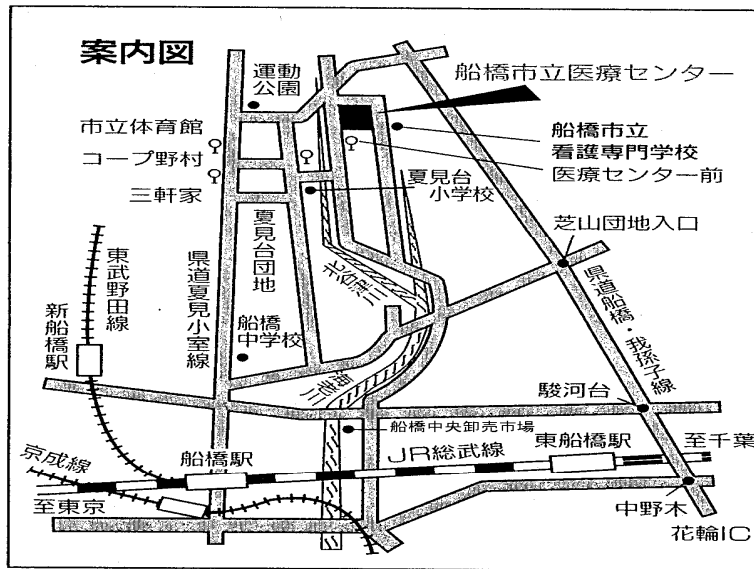 案内図
運動
公園
船橋市立医療センター
市立体育館
コープ野村
三軒家
船橋市立
看護専門学校
医療センター前
夏見台
小学校
芝山団地入口
東武野田線
新船橋駅
県道夏見小室線
夏見台団地
船橋
中学校
県道船橋・我孫子線
海老川
駿河台
船橋中央卸売市場
京成線
船橋駅
JR総武線
東船橋駅
至千葉
至東京
中野木
花輪IC